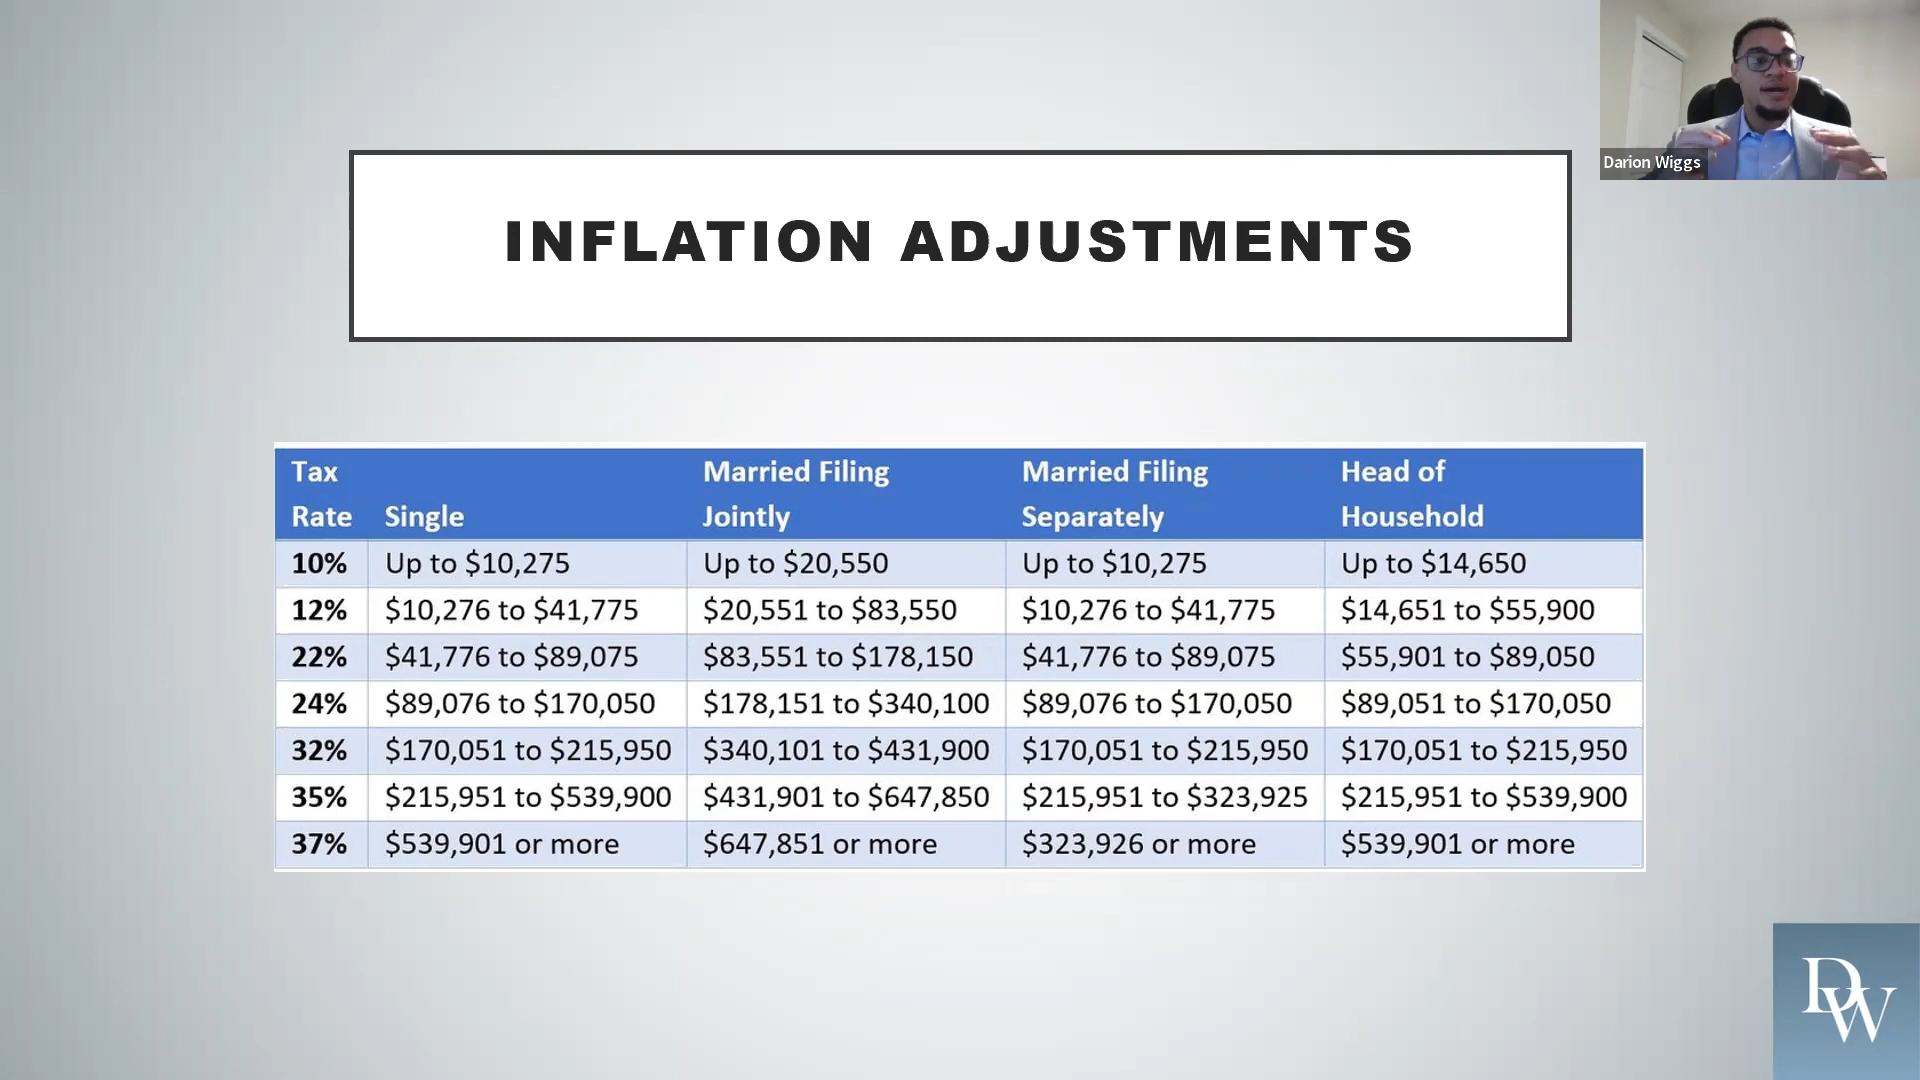 Darion Wiggs
INFLATION ADJUSTMENTS
Tax Rate Single Married Filing Jointly Married Filing Separately Head of Household
10% Up to $10,275 Up to $20,550 Up to $10,275 Up to $14,650
12% $10,276 to $41,775 $20,551 to $83,550 $10,276 to $41,775 $14,651 to $55,900
22% $41,776 to $89,075 $83,551 to $178,150 $41,776 to $89,075 $55,901 to $89,050
24% $89,076 to $170,050 $178,151 to $340,100 $89,076 to $170,050 $89,051 to $170,050
32% $170,051 to $215,950 $340,101 to $431,900 $170,051 to $215,950 $170,051 to $215,950
35% $215,951 to $539,900 $431,901 to $647,850 $215,951 to $323,925 $215,951 to $539,900
37% $539,901 or more $647,851 or more $323,926 or more $539,901 or more
DW